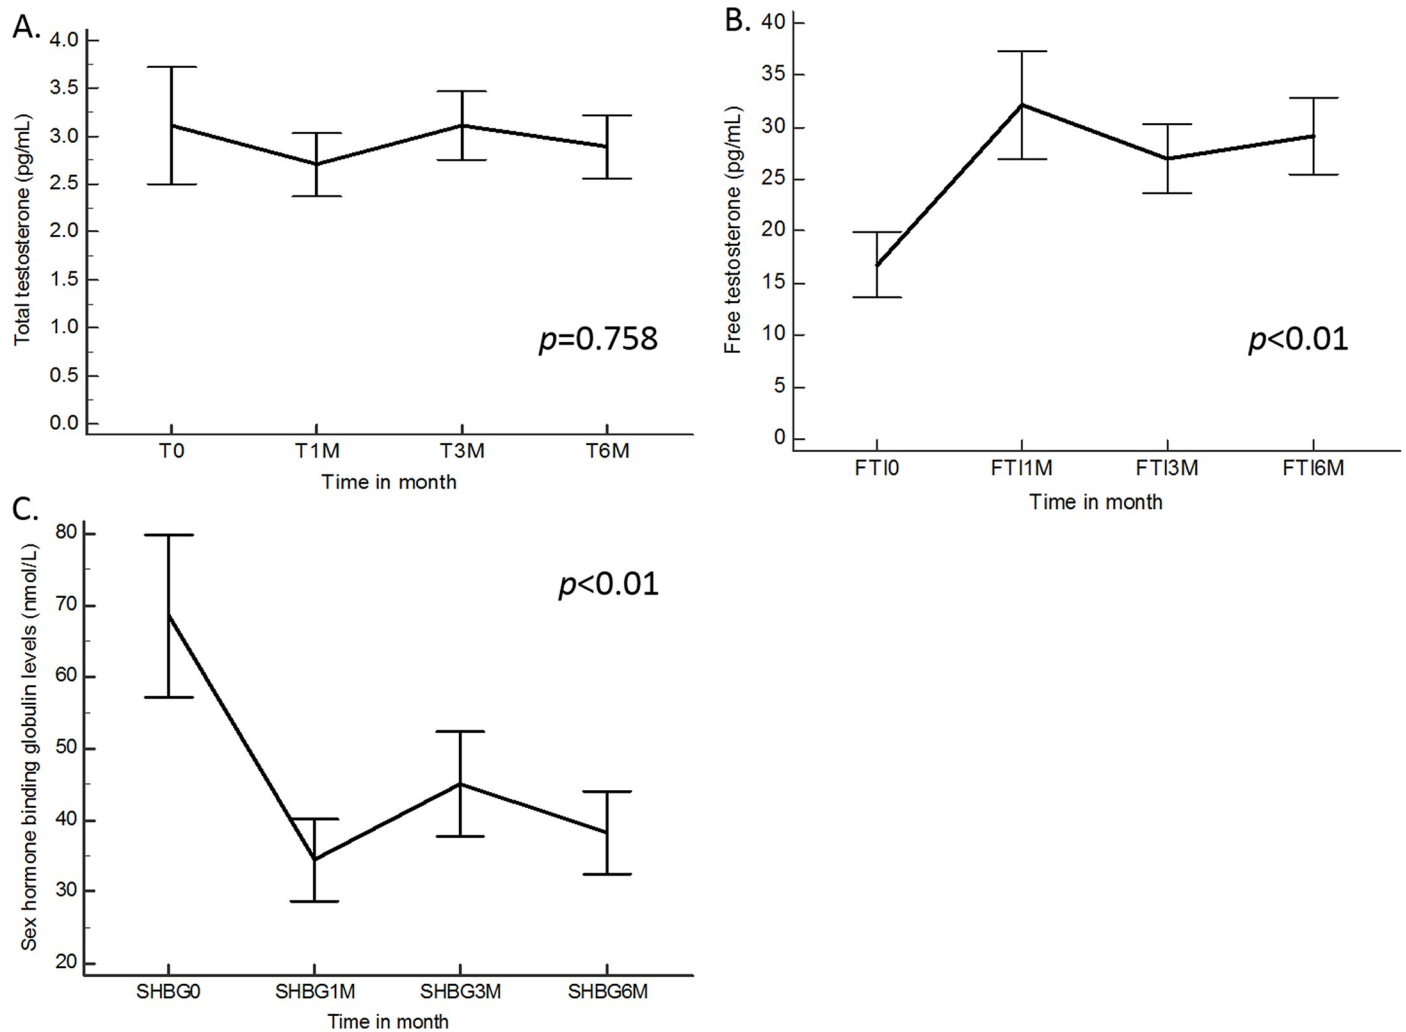 A.
Total testosterone (pg/mL)
4.0
3.5
3.0
2.5
2.0
1.5
1.0
0.5
0.0
p=0.758
T0 T1M T3M T6M
Time in month
B.
Free testosterone (pg/mL)
40
35
30
25
20
15
10
5
0
p<0.01
FTI0 FTI1M FTI3M FTI6M
Time in month
C.
Sex hormone binding globulin levels (nmol/L)
80
70
60
50
40
30
20
p<0.01
SHBG0 SHBG1M SHBG3M SHBG6M
Time in month